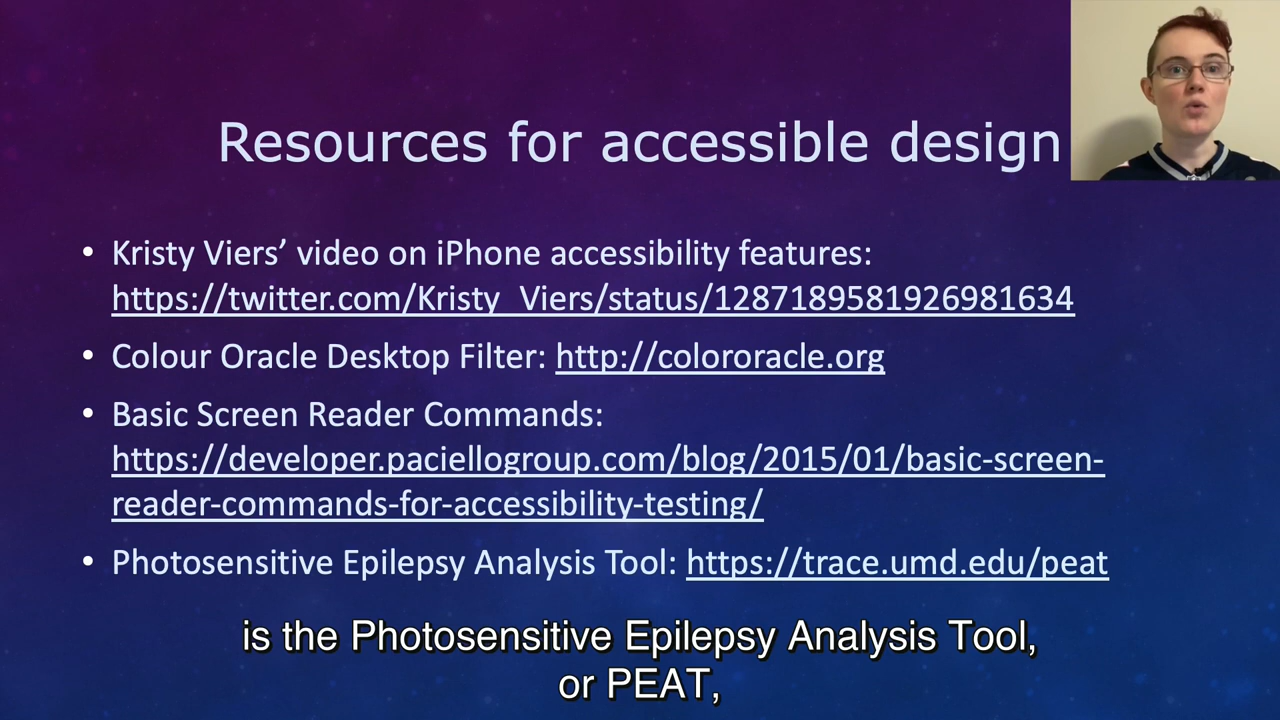 Resources for accessible design
• Kristy Viers’ video on iPhone accessibility features:
https://twitter.com/Kristy_Viers/status/1287189581926981634
• Colour Oracle Desktop Filter: http://colororacle.org
• Basic Screen Reader Commands:
https://developer.paciellogroup.com/blog/2015/01/basic-screen-
reader-commands-for-accessibility-testing/
• Photosensitive Epilepsy Analysis Tool: https://trace.umd.edu/peat
is the Photosensitive Epilepsy Analysis Tool,
or PEAT,